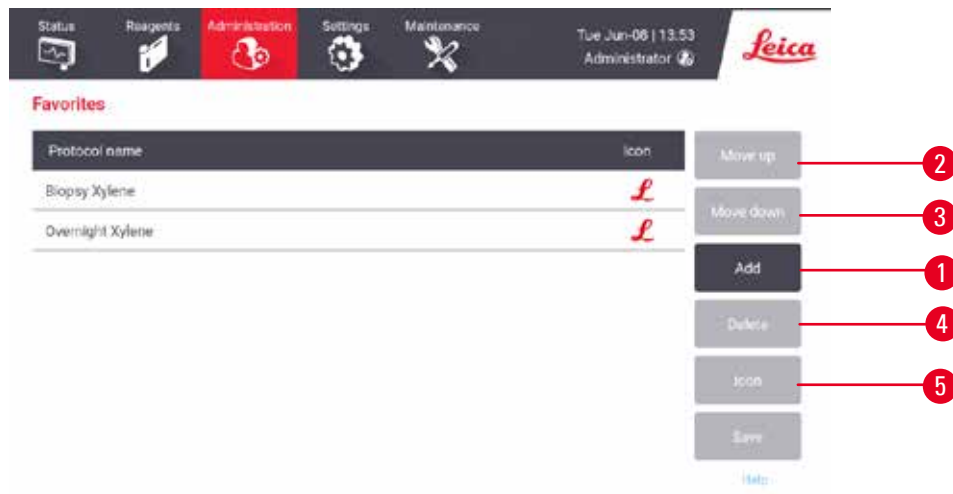 Status Reagents Administration Settings Maintenance
Tue Jun-06 | 13:53
Administrator
Leica
Favorites
Protocol name Icon
Biopsy Xylene L
Overnight Xylene L
Move up 2
Move down 3
Add 1
Delete 4
Icon 5
Save
Help